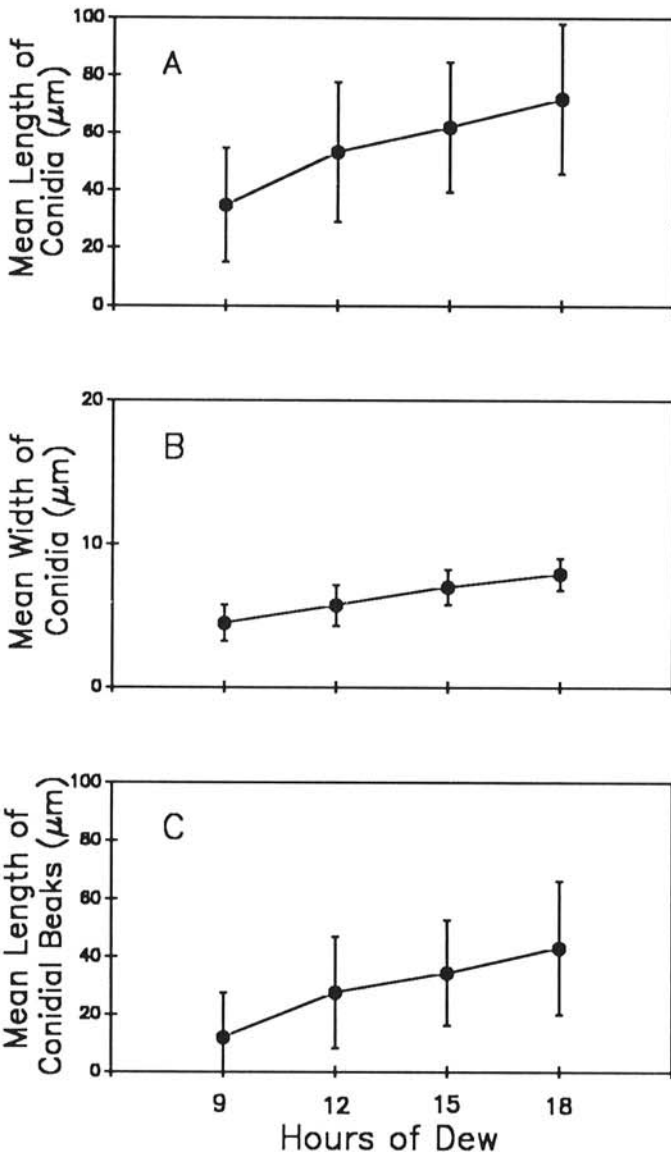 Mean Length of
Conidia (μm)
A
100
80
60
40
20
0
Mean Width of
Conidia (μm)
B
20
10
0
Mean Length of
Conidial Beaks (μm)
C
100
80
60
40
20
0
9 12 15 18
Hours of Dew